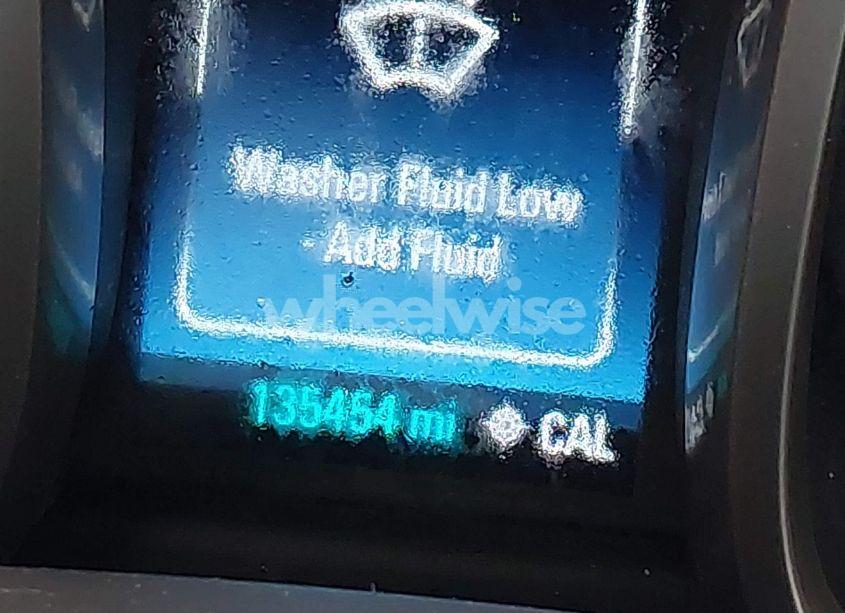 Washer Fluid Low
- Add Fluid
wheelwise
135454 mi CAL